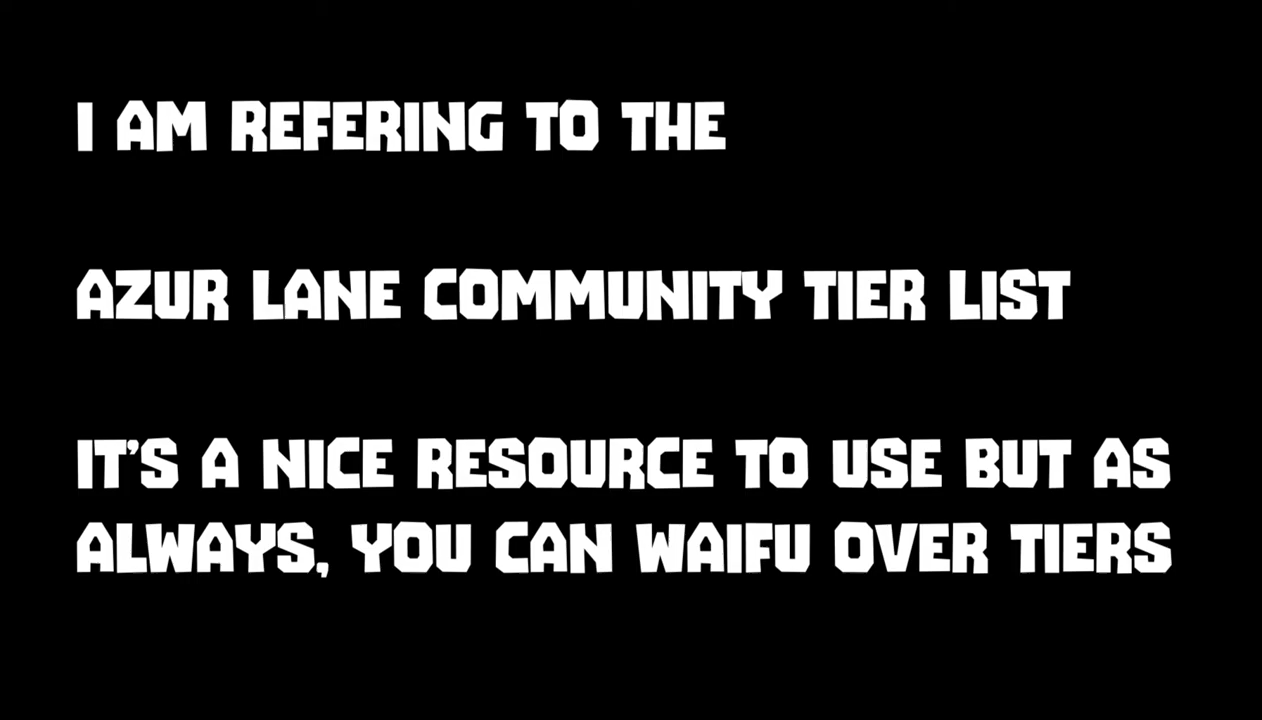 I AM REFERING TO THE
AZUR LANE COMMUNITY TIER LIST
IT'S A NICE RESOURCE TO USE BUT AS
ALWAYS, YOU CAN WAIFU OVER TIERS